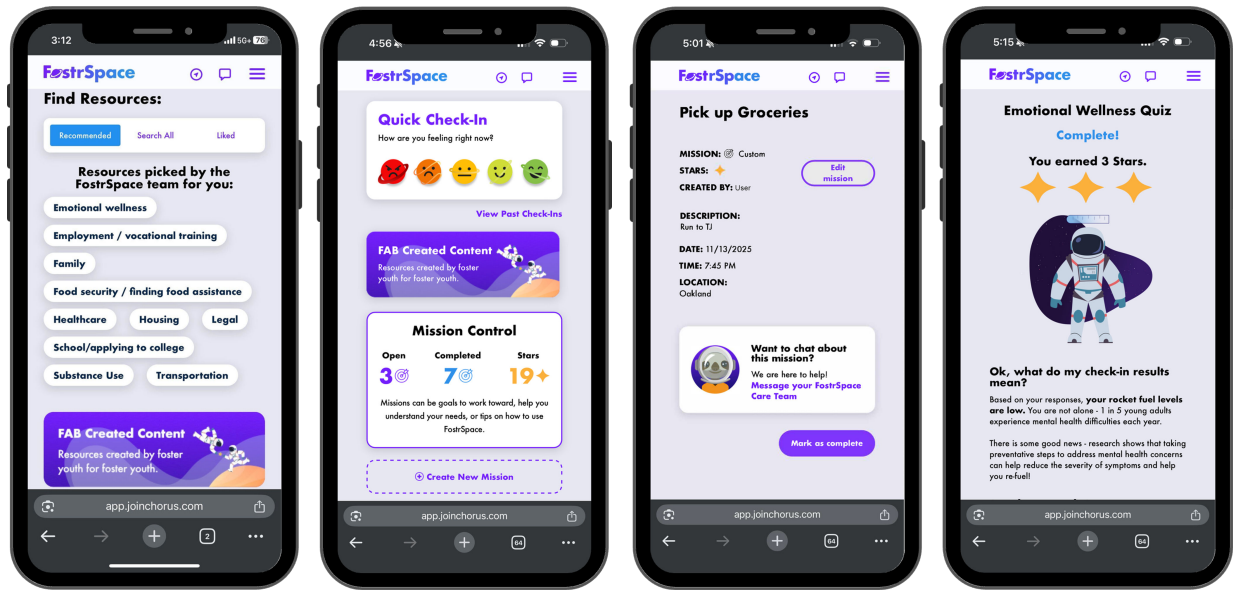 3:12
5G+ 76
FostrSpace
Find Resources:
Recommended
Search All
Liked
Resources picked by the
FostrSpace team for you:
Emotional wellness
Employment / vocational training
Family
Food security / finding food assistance
Healthcare
Housing
Legal
School/applying to college
Substance Use
Transportation
FAB Created Content
Resources created by foster
youth for foster youth.
app.joinchorus.com
2
4:56
FostrSpace
Quick Check-In
How are you feeling right now?
View Past Check-Ins
FAB Created Content
Resources created by foster
youth for foster youth.
Mission Control
Open
Completed
Stars
3
7
19
Missions can be goals to work toward, help you
understand your needs, or tips on how to use
FostrSpace.
Create New Mission
app.joinchorus.com
64
5:01
FostrSpace
Pick up Groceries
MISSION: Custom
STARS:
CREATED BY: User
Edit
mission
DESCRIPTION:
Run to TJ
DATE: 11/13/2025
TIME: 7:45 PM
LOCATION:
Oakland
Want to chat about
this mission?
We are here to help!
Message your FostrSpace
Care Team
Mark as complete
app.joinchorus.com
64
5:15
FostrSpace
Emotional Wellness Quiz
Complete!
You earned 3 Stars.
Ok, what do my check-in results
mean?
Based on your responses, your rocket fuel levels
are low. You are not alone - 1 in 5 young adults
experience mental health difficulties each year.
There is some good news - research shows that taking
preventative steps to address mental health concerns
can help reduce the severity of symptoms and help
you re-fuel!
app.joinchorus.com
64